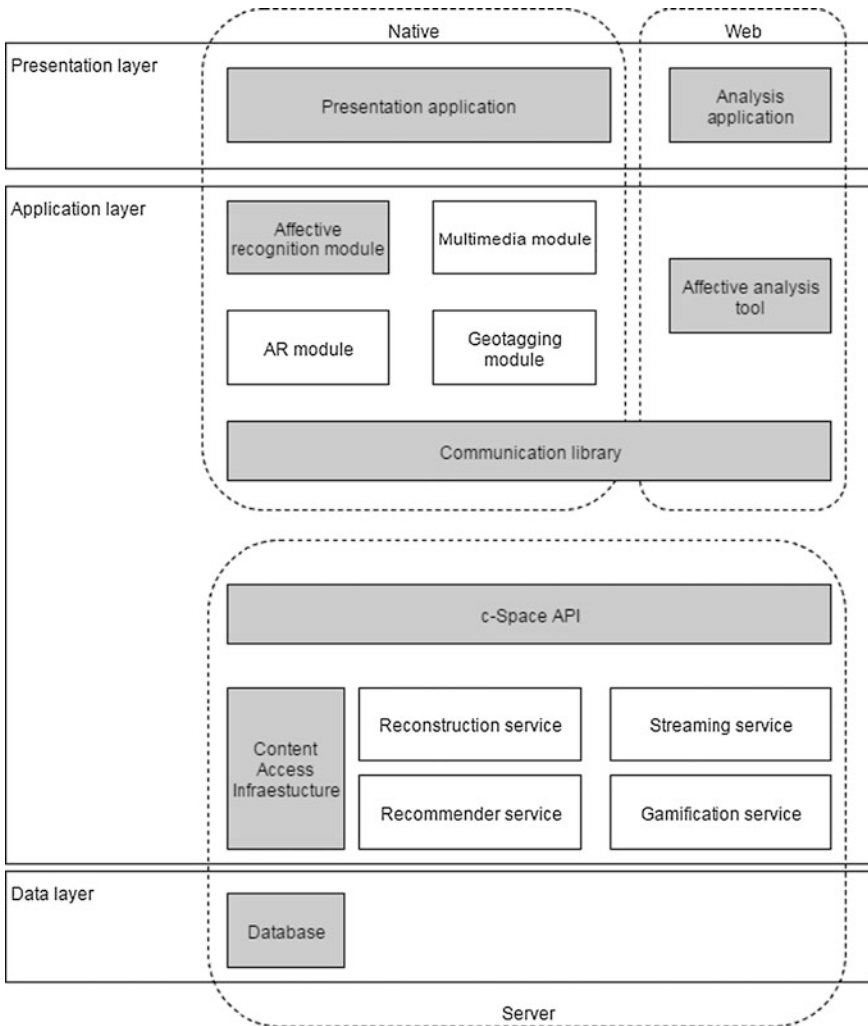 Native
Web
Presentation layer
Presentation application
Analysis
application
Application layer
Affective
recognition module
Multimedia module
Affective analysis
tool
AR module
Geotagging
module
Communication library
c-Space API
Content
Access
Infraestucture
Reconstruction service
Streaming service
Recommender service
Gamification service
Data layer
Database
Server